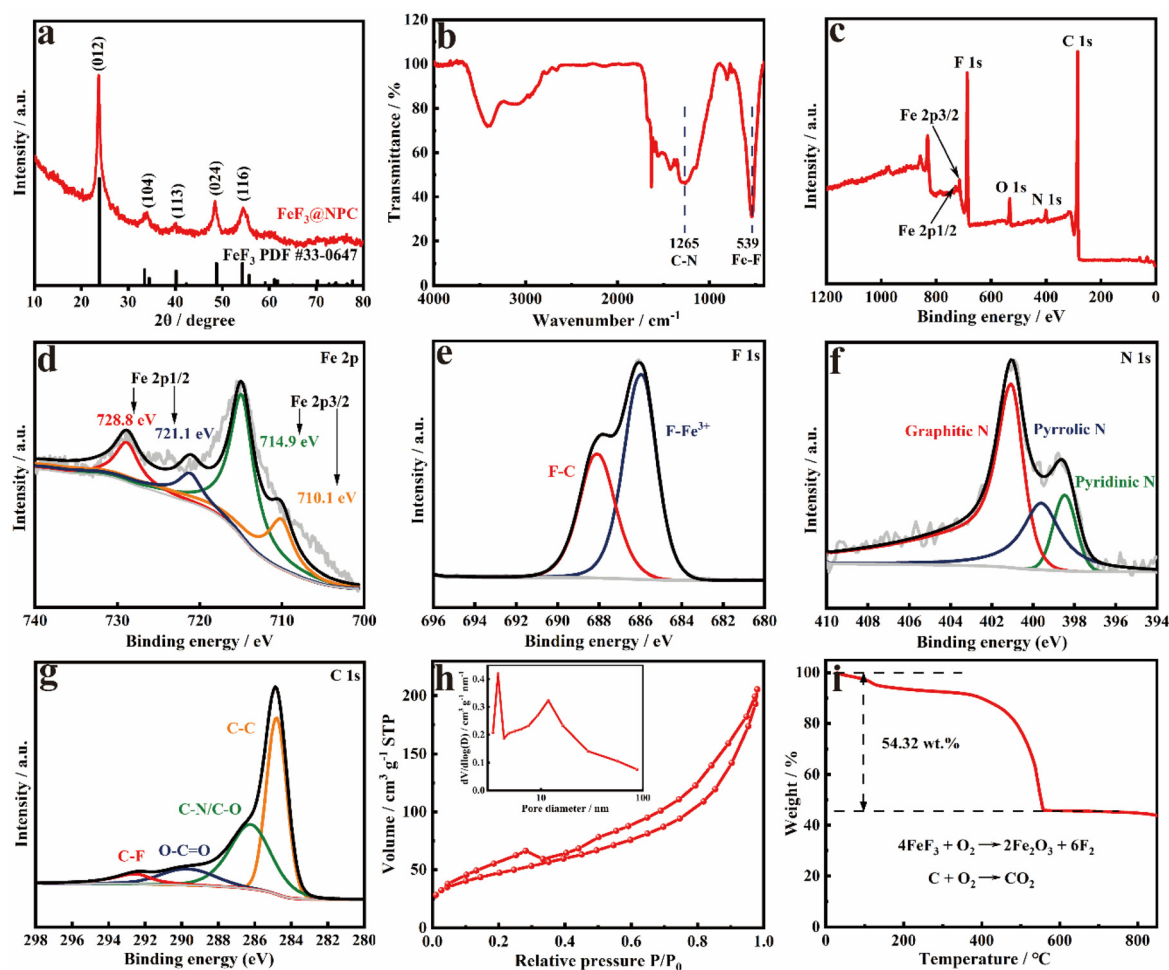 a
(012)
(104)
(113)
(024)
(116)
FeF₃@NPC
FeF₃ PDF #33-0647
Intensity / a.u.
10 20 30 40 50 60 70 80
2θ / degree
b
120
100
80
60
40
20
0
Transmittance / %
1265
C-N
539
Fe-F
4000 3000 2000 1000
Wavenumber / cm⁻¹
c
C 1s
F 1s
Fe 2p3/2
O 1s
N 1s
Fe 2p1/2
Intensity / a.u.
1200 1000 800 600 400 200 0
Binding energy / eV
d
Fe 2p
Fe 2p1/2
Fe 2p3/2
728.8 eV
721.1 eV
714.9 eV
710.1 eV
Intensity / a.u.
740 730 720 710 700
Binding energy / eV
e
F 1s
F-Fe³⁺
F-C
Intensity / a.u.
696 694 692 690 688 686 684 682 680
Binding energy / eV
f
N 1s
Graphitic N
Pyrrolic N
Pyridinic N
Intensity / a.u.
410 408 406 404 402 400 398 396 394
Binding energy (eV)
g
C 1s
C-C
C-N/C-O
O-C=O
C-F
Intensity / a.u.
298 296 294 292 290 288 286 284 282 280
Binding energy (eV)
h
200
150
100
50
0
Volume / cm³ g⁻¹ STP
0.4
0.3
0.2
0.1
0.0
dV/dlog(D) / cm³ g⁻¹ nm⁻¹
10 100
Pore diameter / nm
0.0 0.2 0.4 0.6 0.8 1.0
Relative pressure P/P₀
i
100
80
60
40
20
0
Weight / %
54.32 wt.%
4FeF₃ + O₂ → 2Fe₂O₃ + 6F₂
C + O₂ → CO₂
0 200 400 600 800
Temperature / °C